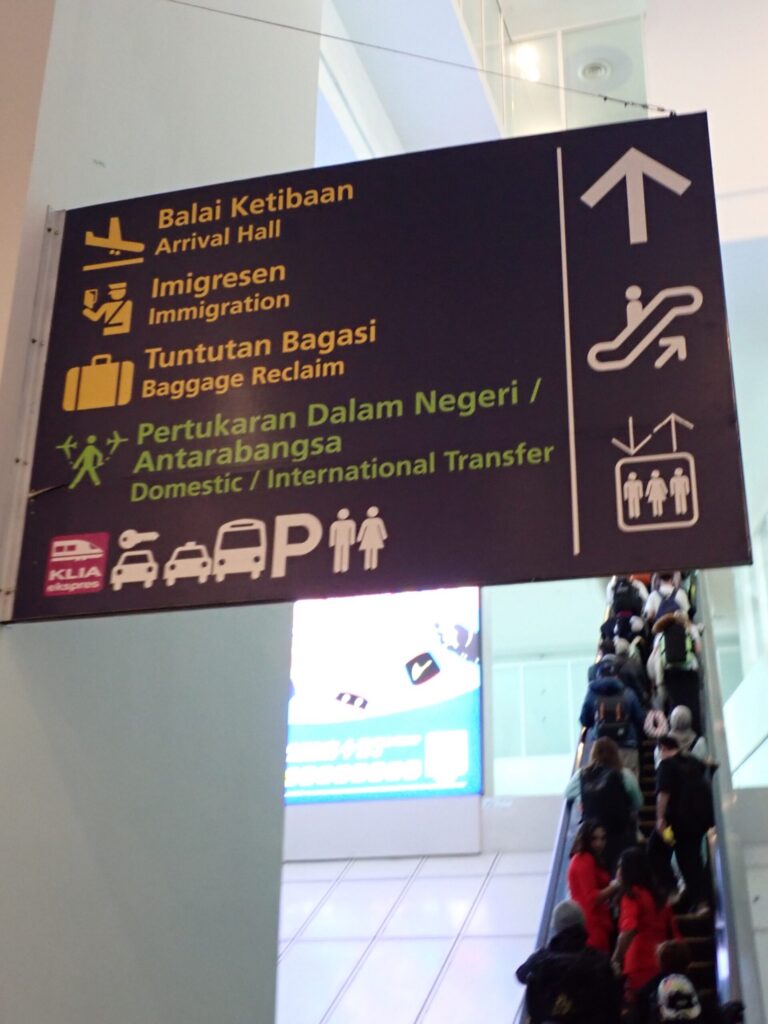 Balai Ketibaan
Arrival Hall
Imigresen
Immigration
Tuntutan Bagasi
Baggage Reclaim
Pertukaran Dalam Negeri /
Antarabangsa
Domestic / International Transfer
KLIA
ekspres
P